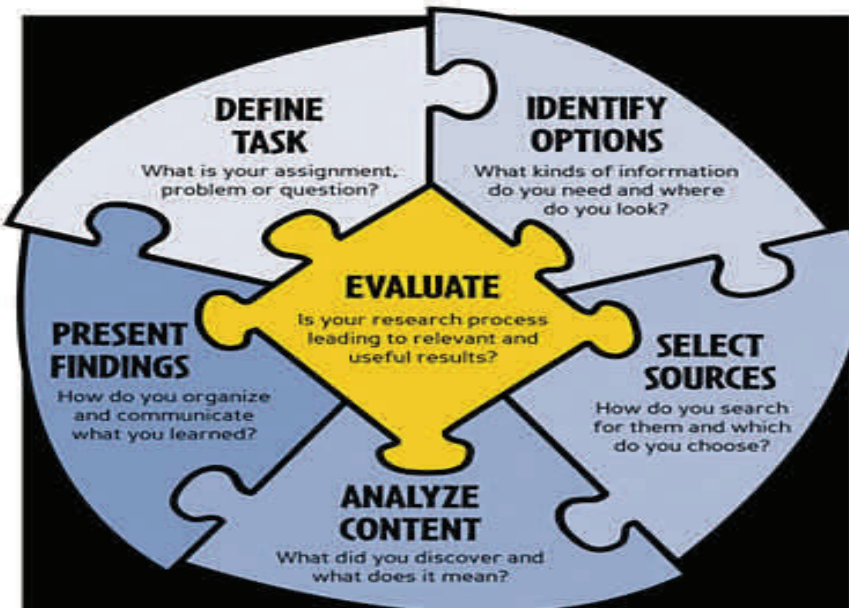 DEFINE
TASK
What is your assignment,
problem or question?
IDENTIFY
OPTIONS
What kinds of information
do you need and where
do you look?
SELECT
SOURCES
How do you search
for them and which
do you choose?
ANALYZE
CONTENT
What did you discover and
what does it mean?
PRESENT
FINDINGS
How do you organize
and communicate
what you learned?
EVALUATE
Is your research process
leading to relevant and
useful results?